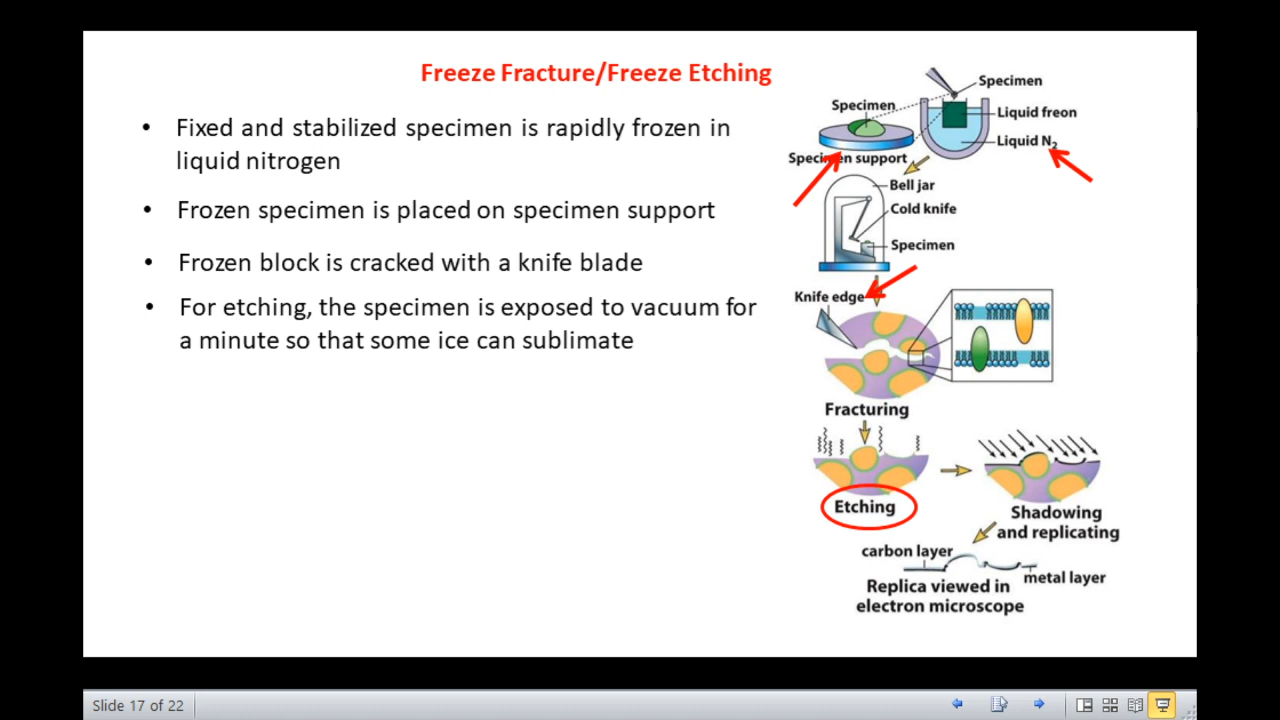 Freeze Fracture/Freeze Etching
• Fixed and stabilized specimen is rapidly frozen in
liquid nitrogen
• Frozen specimen is placed on specimen support
• Frozen block is cracked with a knife blade
• For etching, the specimen is exposed to vacuum for
a minute so that some ice can sublimate
Specimen
Specimen
Liquid freon
Liquid N₂
Specimen support
Bell jar
Cold knife
Specimen
Knife edge
Fracturing
Etching
Shadowing
and replicating
carbon layer
metal layer
Replica viewed in
electron microscope
Slide 17 of 22